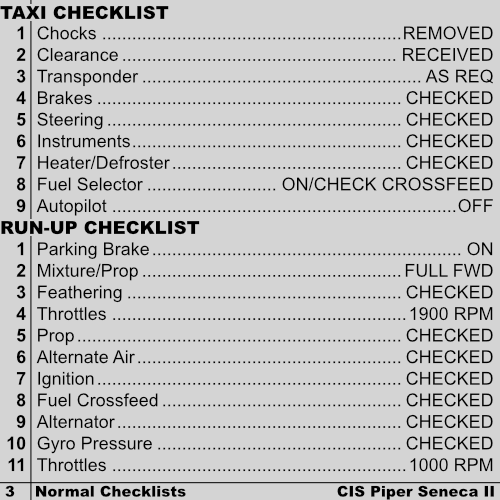 TAXI CHECKLIST
1 Chocks ........................................................ REMOVED
2 Clearance ........................................................ RECEIVED
3 Transponder ........................................................ AS REQ
4 Brakes ........................................................ CHECKED
5 Steering ........................................................ CHECKED
6 Instruments ........................................................ CHECKED
7 Heater/Defroster ........................................................ CHECKED
8 Fuel Selector ........................ ON/CHECK CROSSFEED
9 Autopilot ........................................................ OFF
RUN-UP CHECKLIST
1 Parking Brake ........................................................ ON
2 Mixture/Prop ........................................................ FULL FWD
3 Feathering ........................................................ CHECKED
4 Throttles ........................................................ 1900 RPM
5 Prop ........................................................ CHECKED
6 Alternate Air ........................................................ CHECKED
7 Ignition ........................................................ CHECKED
8 Fuel Crossfeed ........................................................ CHECKED
9 Alternator ........................................................ CHECKED
10 Gyro Pressure ........................................................ CHECKED
11 Throttles ........................................................ 1000 RPM
3 Normal Checklists CIS Piper Seneca II